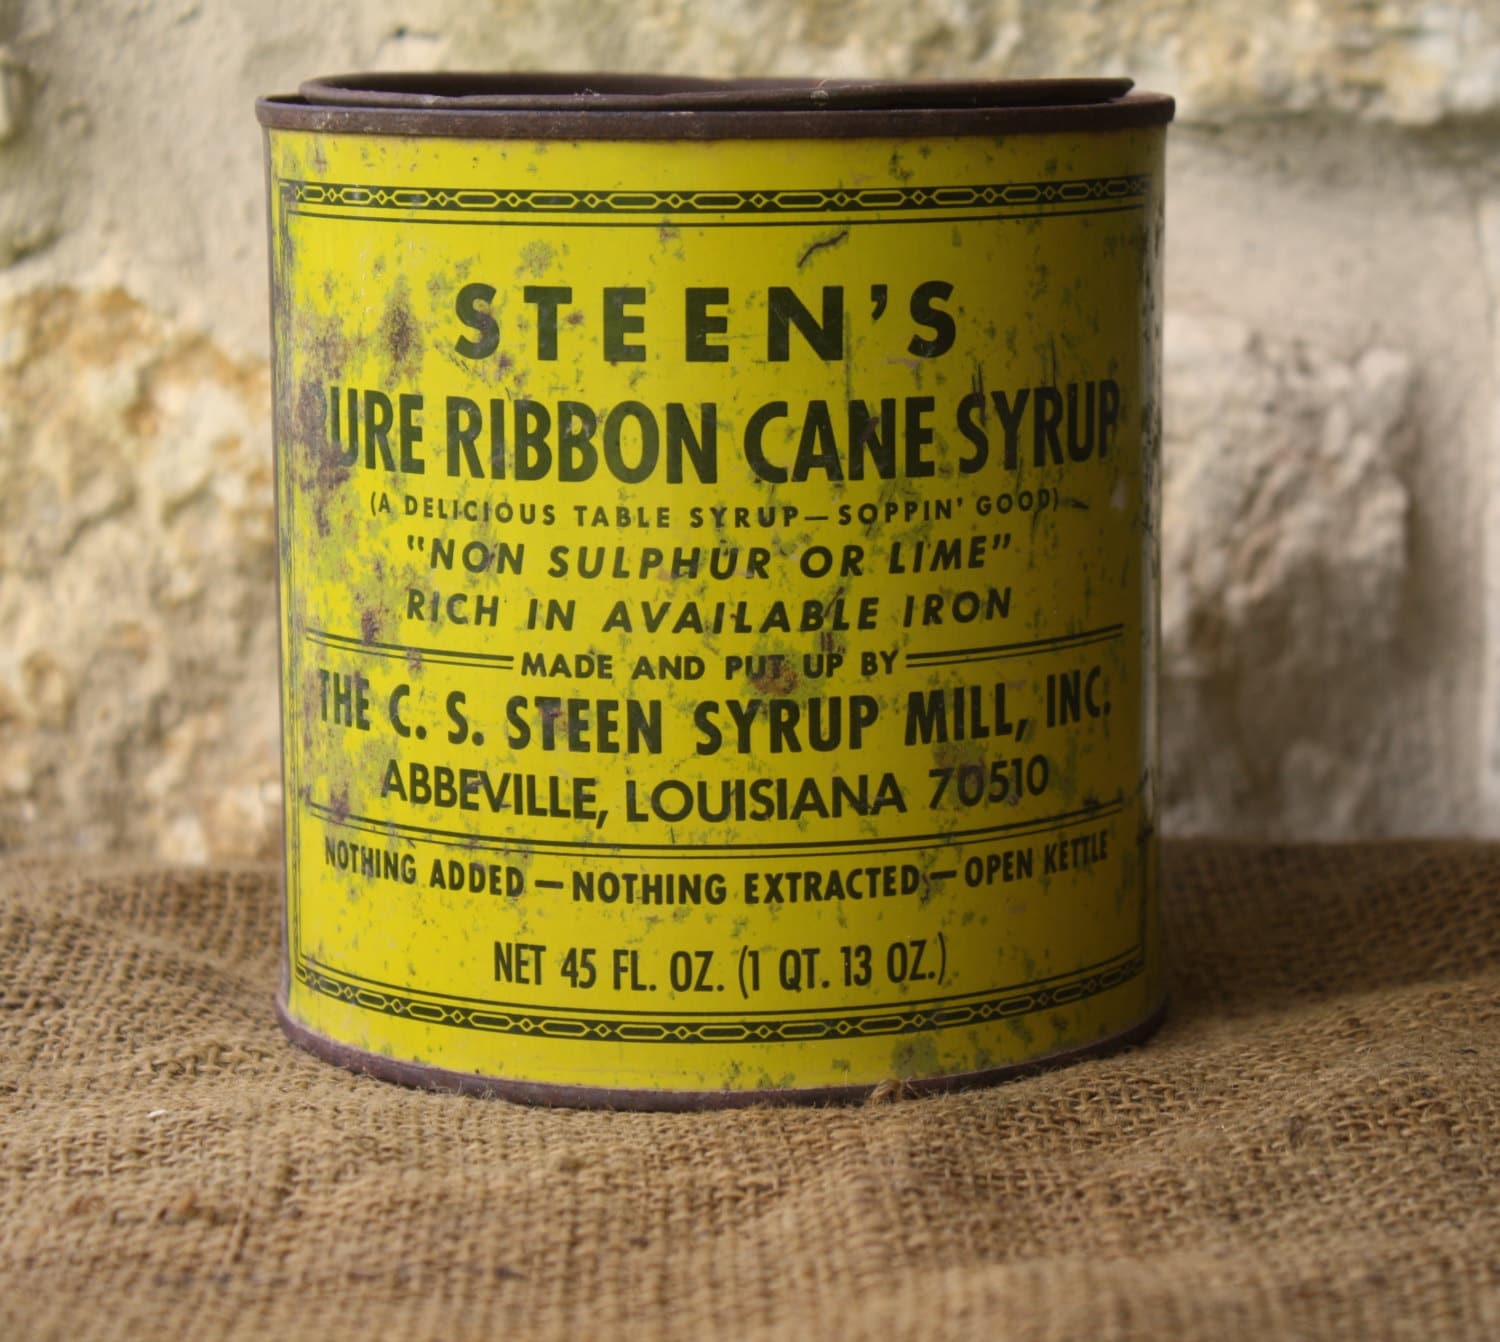 STEEN'S
PURE RIBBON CANE SYRUP
(A DELICIOUS TABLE SYRUP—SOPPIN' GOOD)
"NON SULPHUR OR LIME"
RICH IN AVAILABLE IRON
MADE AND PUT UP BY
THE C. S. STEEN SYRUP MILL, INC.
ABBEVILLE, LOUISIANA 70510
NOTHING ADDED — NOTHING EXTRACTED — OPEN KETTLE
NET 45 FL. OZ. (1 QT. 13 OZ.)